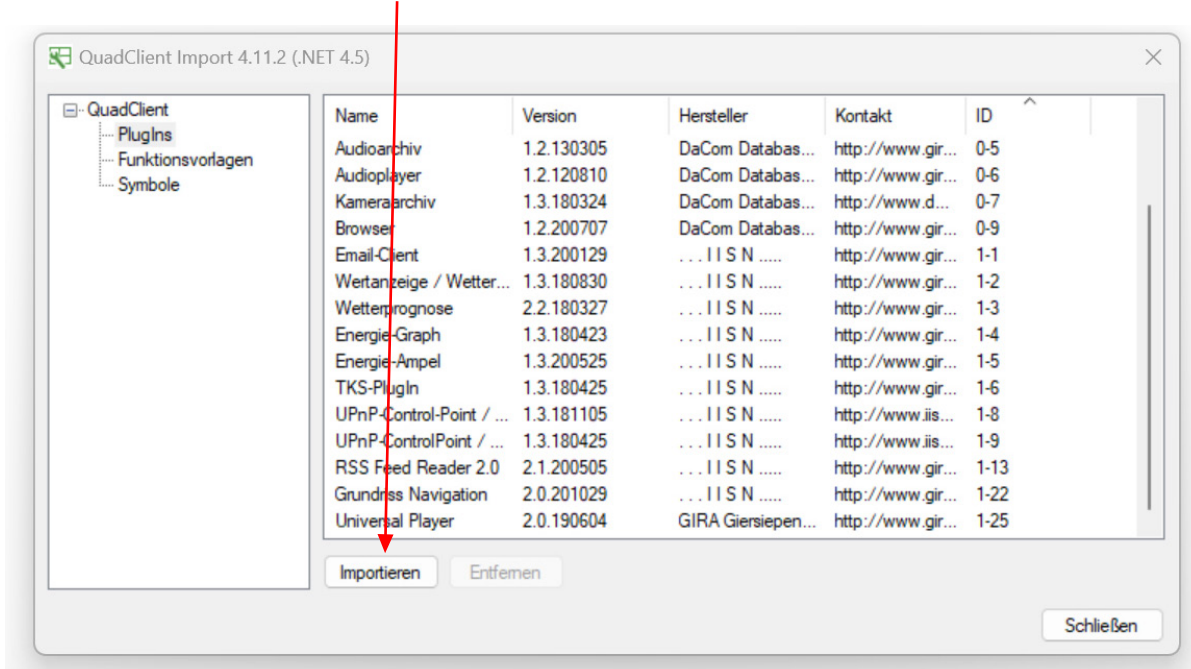 QuadClient Import 4.11.2 (.NET 4.5)
QuadClient
PlugIns
Funktionsvorlagen
Symbole
Name Version Hersteller Kontakt ID
Audioarchiv 1.2.130305 DaCom Databas... http://www.gir... 0-5
Audioplayer 1.2.120810 DaCom Databas... http://www.gir... 0-6
Kameraarchiv 1.3.180324 DaCom Databas... http://www.d... 0-7
Browser 1.2.200707 DaCom Databas... http://www.gir... 0-9
Email-Client 1.3.200129 . . . I I S N ..... http://www.gir... 1-1
Wertanzeige / Wetter... 1.3.180830 . . . I I S N ..... http://www.gir... 1-2
Wetterprognose 2.2.180327 . . . I I S N ..... http://www.gir... 1-3
Energie-Graph 1.3.180423 . . . I I S N ..... http://www.gir... 1-4
Energie-Ampel 1.3.200525 . . . I I S N ..... http://www.gir... 1-5
TKS-PlugIn 1.3.180425 . . . I I S N ..... http://www.gir... 1-6
UPnP-Control-Point / ... 1.3.181105 . . . I I S N ..... http://www.iis... 1-8
UPnP-ControlPoint / ... 1.3.180425 . . . I I S N ..... http://www.iis... 1-9
RSS Feed Reader 2.0 2.1.200505 . . . I I S N ..... http://www.gir... 1-13
Grundriss Navigation 2.0.201029 . . . I I S N ..... http://www.gir... 1-22
Universal Player 2.0.190604 GIRA Giersiepen... http://www.gir... 1-25
Importieren Entfernen
Schließen